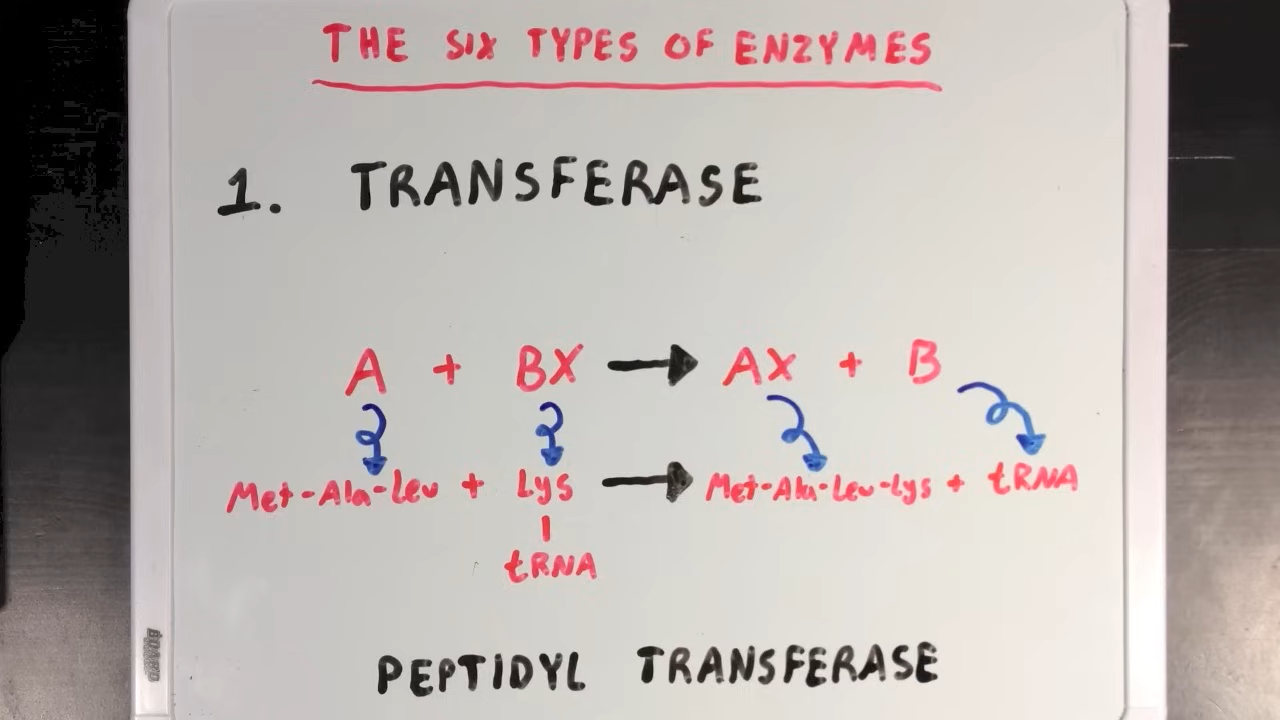 THE SIX TYPES OF ENZYMES
1. TRANSFERASE
A + BX → AX + B
Met-Ala-Leu + Lys → Met-Ala-Leu-Lys + tRNA
tRNA
PEPTIDYL TRANSFERASE
BOARD